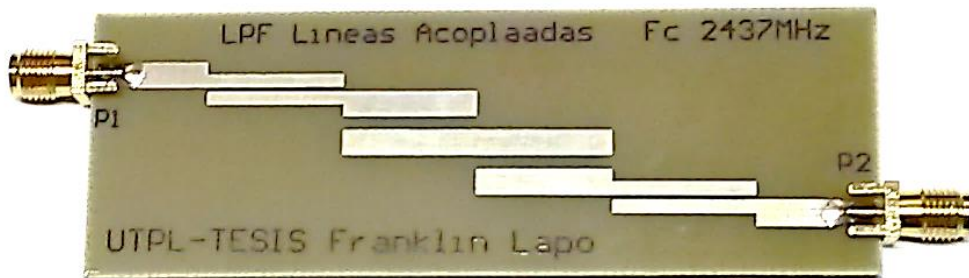 LPF Lineas Acoplaadas Fc 2437MHz
P1
P2
UTPL-TESIS Franklin Lapo